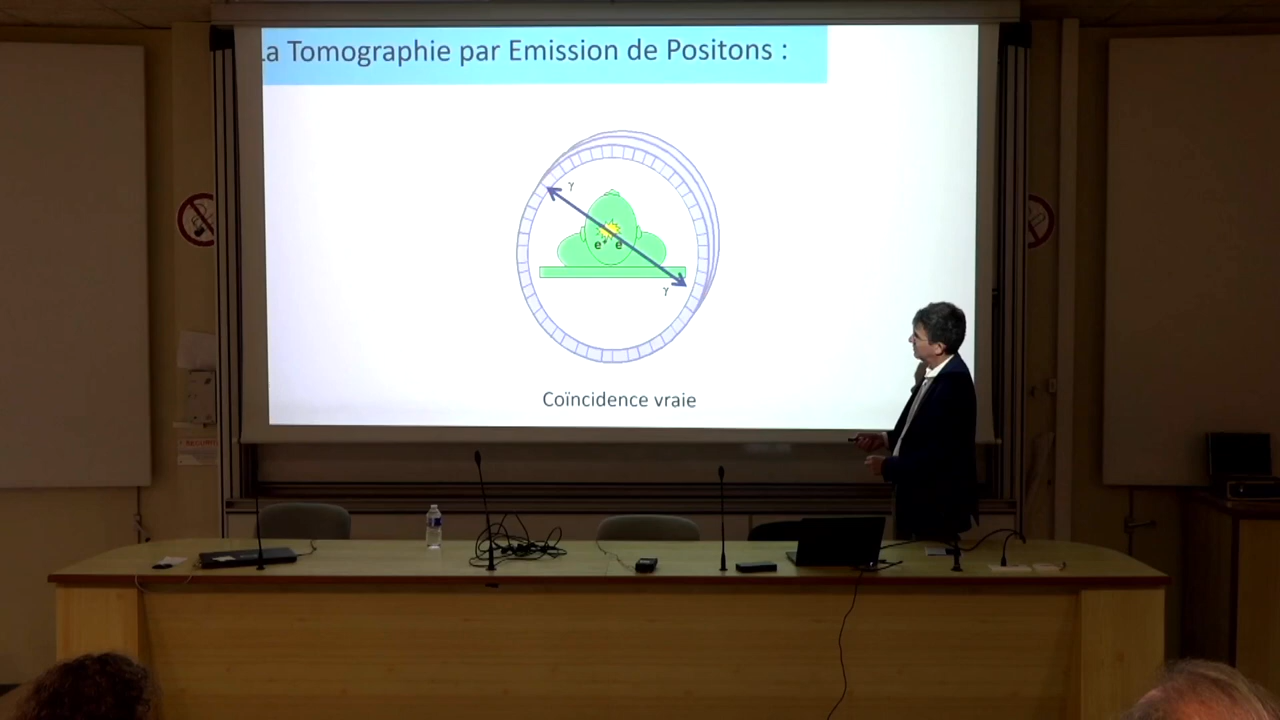 La Tomographie par Emission de Positons :
γ
e⁺ e⁻
γ
Coïncidence vraie